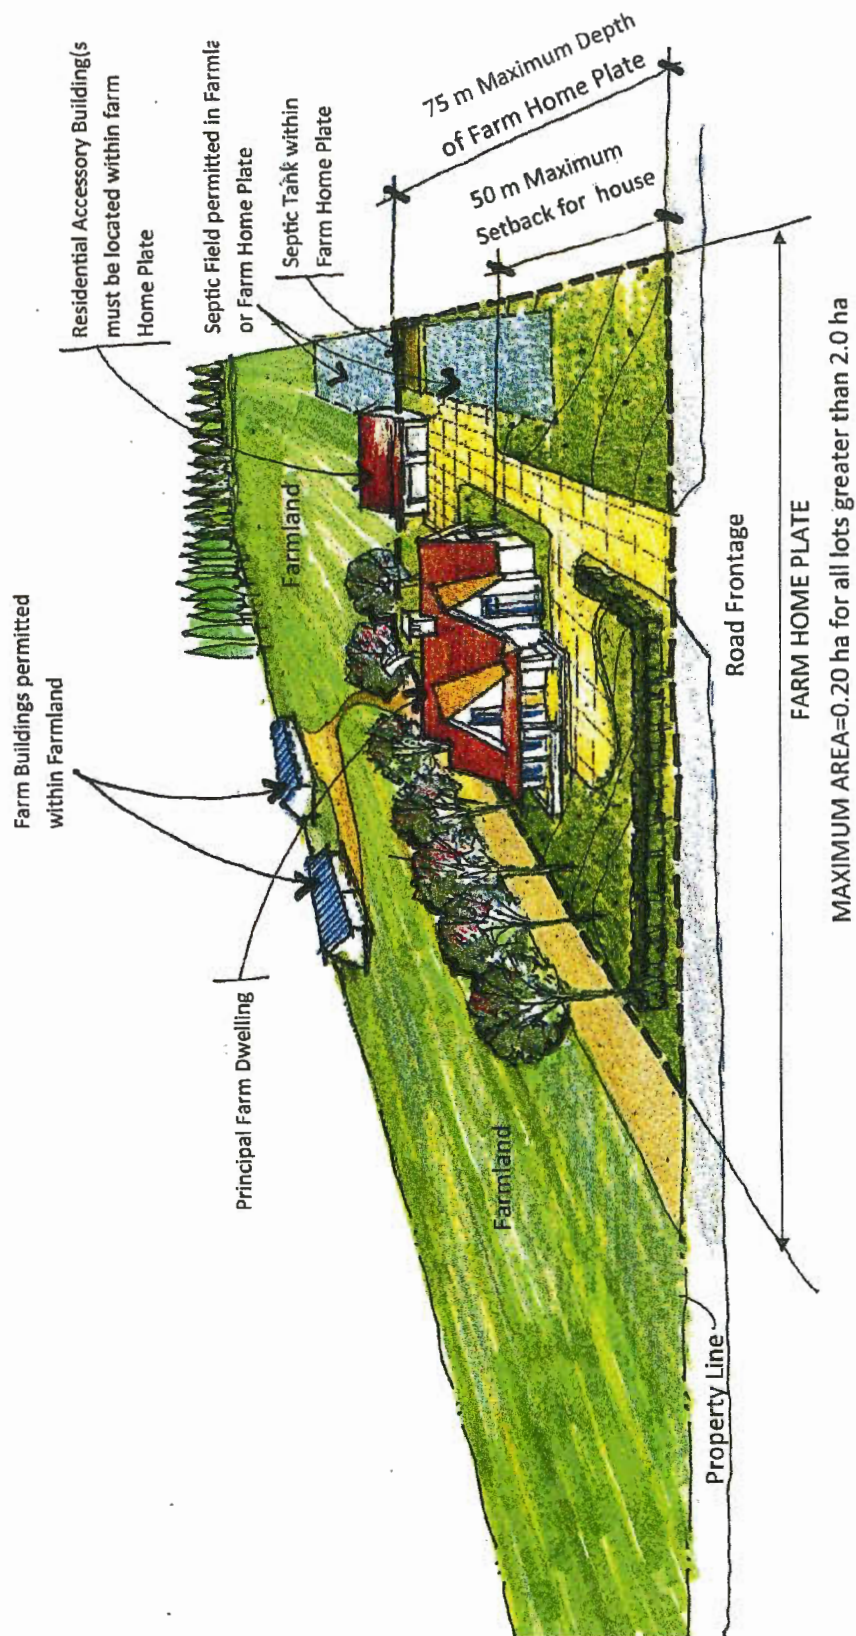 Farm Buildings permitted
within Farmland
Residential Accessory Building(s
must be located within farm
Home Plate
Septic Field permitted in Farmla
or Farm Home Plate
Septic Tank within
Farm Home Plate
Principal Farm Dwelling
75 m Maximum Depth
of Farm Home Plate
50 m Maximum
Setback for house
Farmland
Farmland
Property Line
Road Frontage
FARM HOME PLATE
MAXIMUM AREA=0.20 ha for all lots greater than 2.0 ha